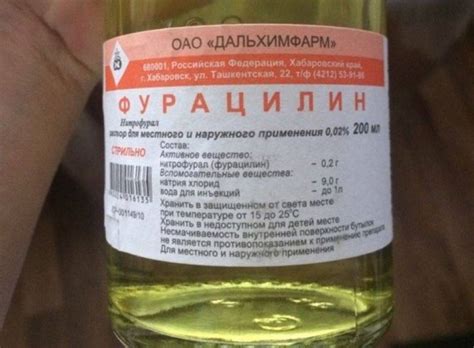 ОАО «ДАЛЬХИМФАРМ»
680001, Российская Федерация, Хабаровский край,
г. Хабаровск, ул. Ташкентская, 22, т/ф (4212) 53-91-86
ФУРАЦИЛИН
Нитрофурал
раствор для местного и наружного применения 0,02% 200 мл
СТЕРИЛЬНО
Состав:
Активное вещество:
нитрофурал (фурацилин) – 0,2 г
Вспомогательные вещества:
натрия хлорид – 9,0 г
вода для инъекций – до 1л
Хранить в защищенном от света месте
при температуре от 15 до 25°С
Хранить в недоступном для детей месте
Несмачиваемость внутренней поверхности бутылок
не является противопоказанием к применению препарата
Для местного и наружного применения